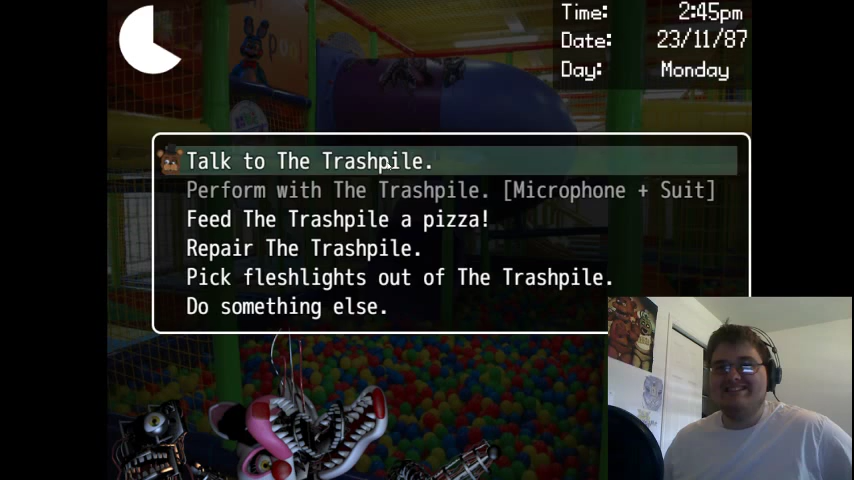 Time: 2:45pm
Date: 23/11/87
Day: Monday
Talk to The Trashpile.
Perform with The Trashpile. [Microphone + Suit]
Feed The Trashpile a pizza!
Repair The Trashpile.
Pick fleshlights out of The Trashpile.
Do something else.